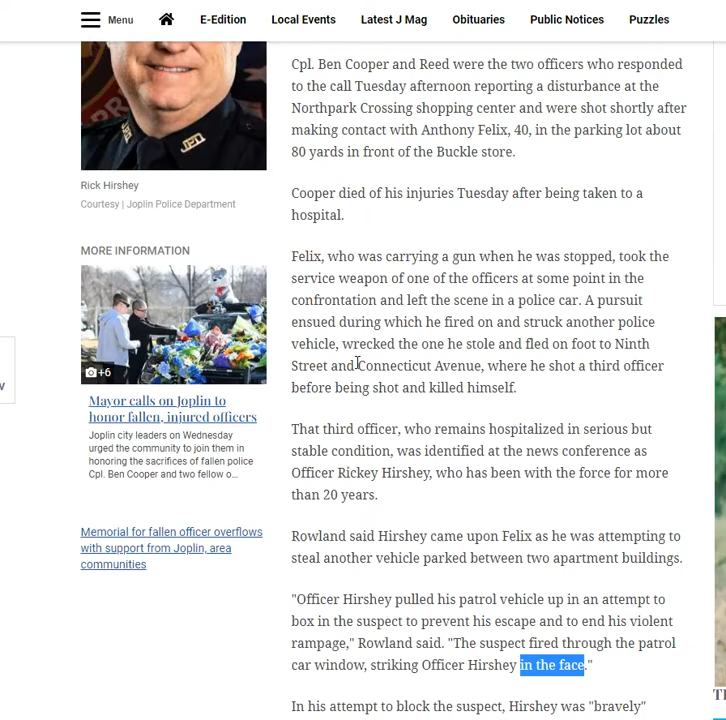 Menu E-Edition Local Events Latest J Mag Obituaries Public Notices Puzzles
JPD
Rick Hirshey
Courtesy | Joplin Police Department
MORE INFORMATION
+6
Mayor calls on Joplin to
honor fallen, injured officers
Joplin city leaders on Wednesday
urged the community to join them in
honoring the sacrifices of fallen police
Cpl. Ben Cooper and two fellow o...
Memorial for fallen officer overflows
with support from Joplin, area
communities
Cpl. Ben Cooper and Reed were the two officers who responded
to the call Tuesday afternoon reporting a disturbance at the
Northpark Crossing shopping center and were shot shortly after
making contact with Anthony Felix, 40, in the parking lot about
80 yards in front of the Buckle store.
Cooper died of his injuries Tuesday after being taken to a
hospital.
Felix, who was carrying a gun when he was stopped, took the
service weapon of one of the officers at some point in the
confrontation and left the scene in a police car. A pursuit
ensued during which he fired on and struck another police
vehicle, wrecked the one he stole and fled on foot to Ninth
Street and Connecticut Avenue, where he shot a third officer
before being shot and killed himself.
That third officer, who remains hospitalized in serious but
stable condition, was identified at the news conference as
Officer Rickey Hirshey, who has been with the force for more
than 20 years.
Rowland said Hirshey came upon Felix as he was attempting to
steal another vehicle parked between two apartment buildings.
"Officer Hirshey pulled his patrol vehicle up in an attempt to
box in the suspect to prevent his escape and to end his violent
rampage," Rowland said. "The suspect fired through the patrol
car window, striking Officer Hirshey in the face."
In his attempt to block the suspect, Hirshey was "bravely"